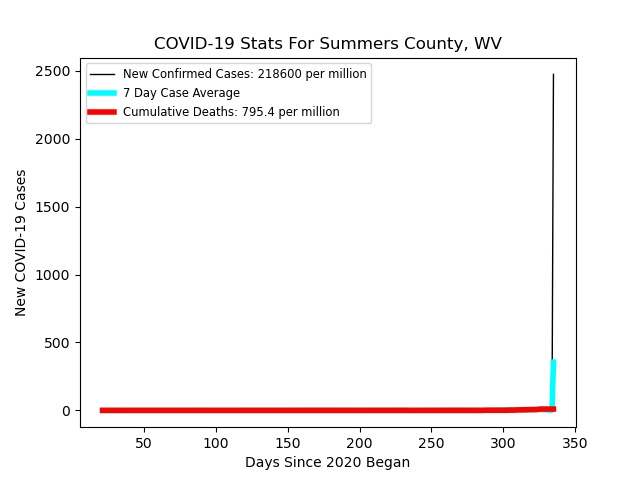 COVID-19 Stats For Summers County, WV
New Confirmed Cases: 218600 per million
7 Day Case Average
Cumulative Deaths: 795.4 per million
New COVID-19 Cases
2500
2000
1500
1000
500
0
50 100 150 200 250 300 350
Days Since 2020 Began